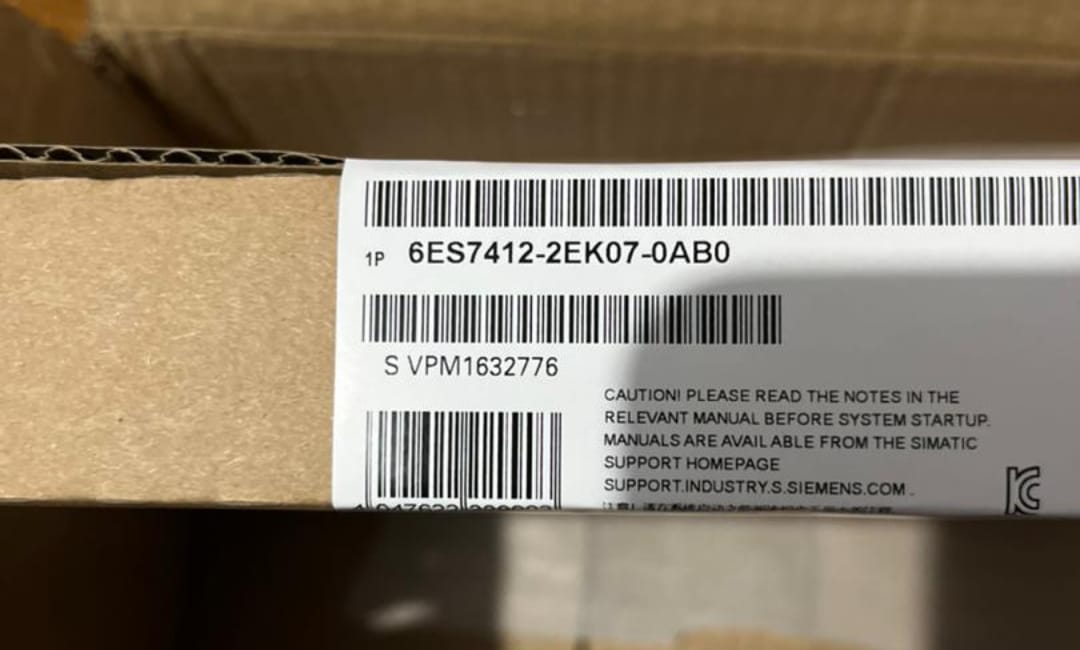 1P 6ES7412-2EK07-0AB0
S VPM1632776
CAUTION! PLEASE READ THE NOTES IN THE
RELEVANT MANUAL BEFORE SYSTEM STARTUP.
MANUALS ARE AVAILABLE FROM THE SIMATIC
SUPPORT HOMEPAGE
SUPPORT.INDUSTRY.S.SIEMENS.COM .